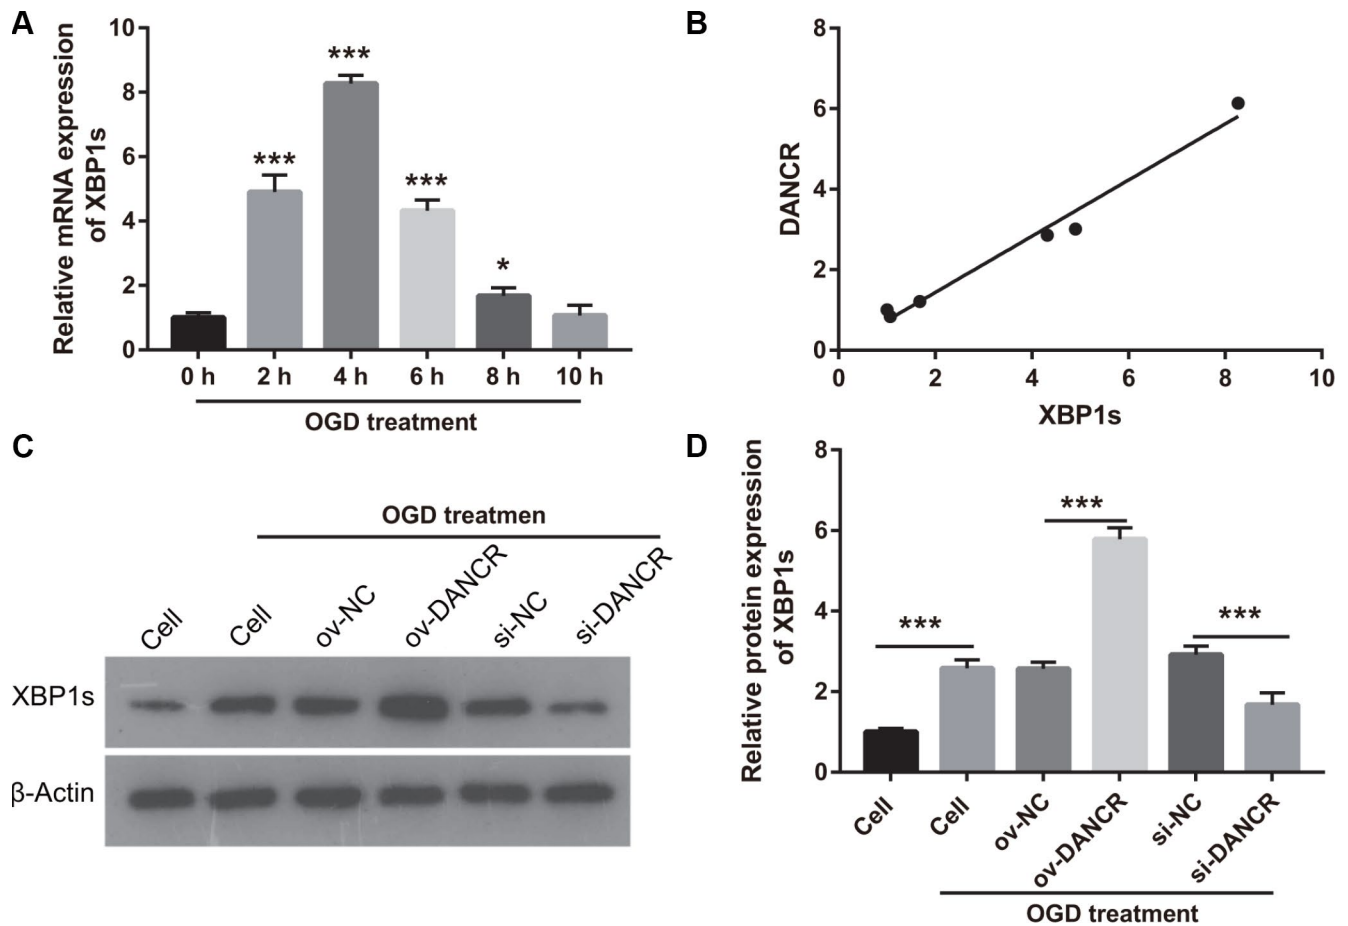 A
Relative mRNA expression
of XBP1s
10
8
6
4
2
0
***
***
***
*
0 h 2 h 4 h 6 h 8 h 10 h
OGD treatment
B
DANCR
8
6
4
2
0
0 2 4 6 8 10
XBP1s
C
OGD treatmen
Cell Cell ov-NC ov-DANCR si-NC si-DANCR
XBP1s
β-Actin
D
Relative protein expression
of XBP1s
8
6
4
2
0
***
***
***
Cell Cell ov-NC ov-DANCR si-NC si-DANCR
OGD treatment